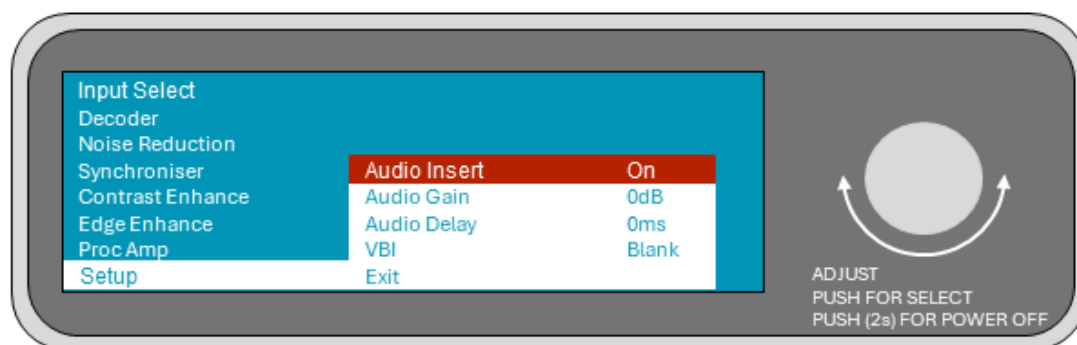 Input Select
Decoder
Noise Reduction
Synchroniser
Contrast Enhance
Edge Enhance
Proc Amp
Setup
Audio Insert On
Audio Gain 0dB
Audio Delay 0ms
VBI Blank
Exit
ADJUST
PUSH FOR SELECT
PUSH (2s) FOR POWER OFF